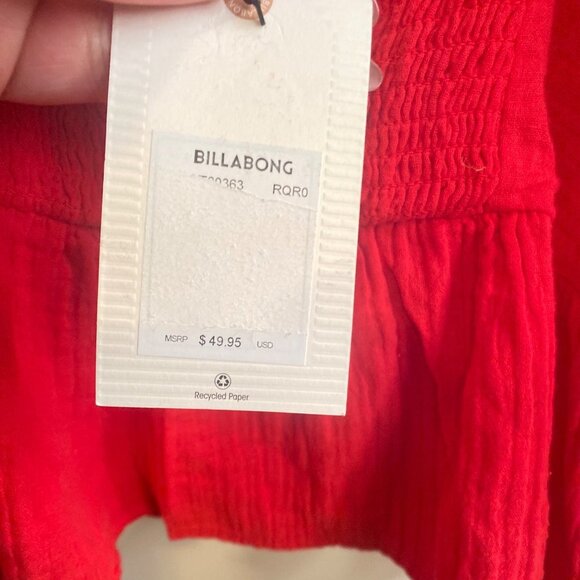 BILLABONG
RQR0
MSRP $ 49.95 USD
Recycled Paper